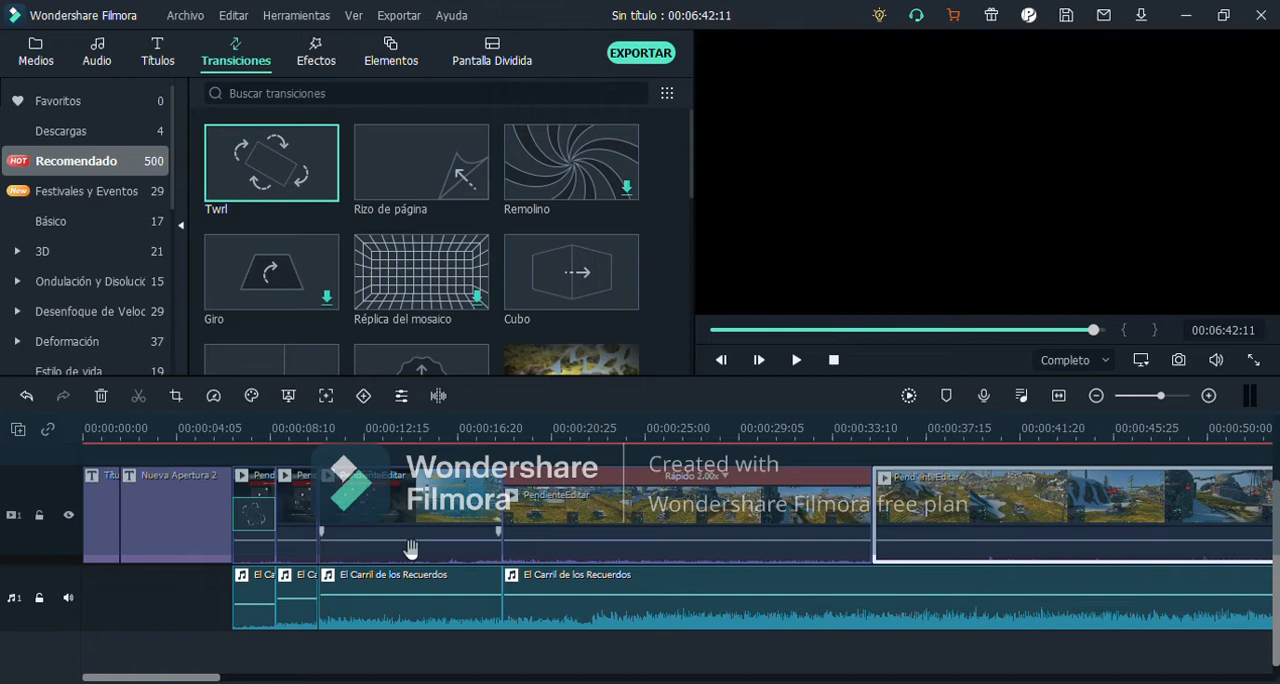 Wondershare Filmora
Archivo Editar Herramientas Ver Exportar Ayuda
Sin título : 00:06:42:11
Medios Audio Títulos Transiciones Efectos Elementos Pantalla Dividida
EXPORTAR
Favoritos 0
Descargas 4
HOT Recomendado 500
New Festivales y Eventos 29
Básico 17
3D 21
Ondulación y Disolució 15
Desenfoque de Veloc 29
Deformación 37
Estilo de vida 19
Buscar transiciones
Twrl
Rizo de página
Remolino
Giro
Réplica del mosaico
Cubo
{ } 00:06:42:11
Completo
00:00:00:00 00:00:04:05 00:00:08:10 00:00:12:15 00:00:16:20 00:00:20:25 00:00:25:00 00:00:29:05 00:00:33:10 00:00:37:15 00:00:41:20 00:00:45:25 00:00:50:00
1
T Títu
T Nueva Apertura 2
Pend
Pend
PendienteEditar
Rápido 2.00x
PendienteEditar
PendienteEditar
Wondershare
Filmora
Created with
Wondershare Filmora free plan
1
El Ca
El Ca
El Carril de los Recuerdos
El Carril de los Recuerdos